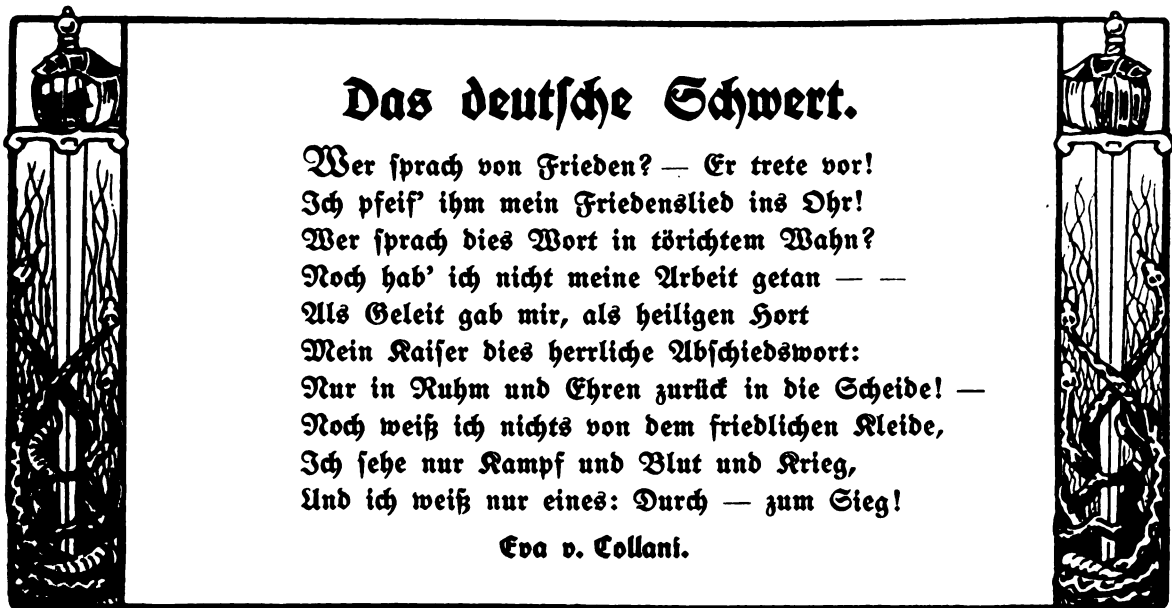 Das deutsche Schwert.
Wer sprach von Frieden? — Er trete vor!
Ich pfeif' ihm mein Friedenslied ins Ohr!
Wer sprach dies Wort in törichtem Wahn?
Noch hab' ich nicht meine Arbeit getan — —
Als Geleit gab mir, als heiligen Hort
Mein Kaiser dies herrliche Abschiedswort:
Nur in Ruhm und Ehren zurück in die Scheide! —
Noch weiß ich nichts von dem friedlichen Kleide,
Ich sehe nur Kampf und Blut und Krieg,
Und ich weiß nur eines: Durch — zum Sieg!
Eva v. Collani.